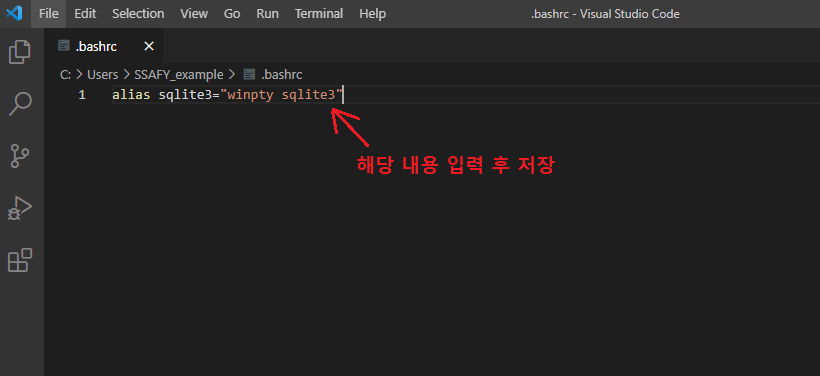 File Edit Selection View Go Run Terminal Help .bashrc - Visual Studio Code
.bashrc
C: > Users > SSAFY_example > .bashrc
1 alias sqlite3="winpty sqlite3"
해당 내용 입력 후 저장